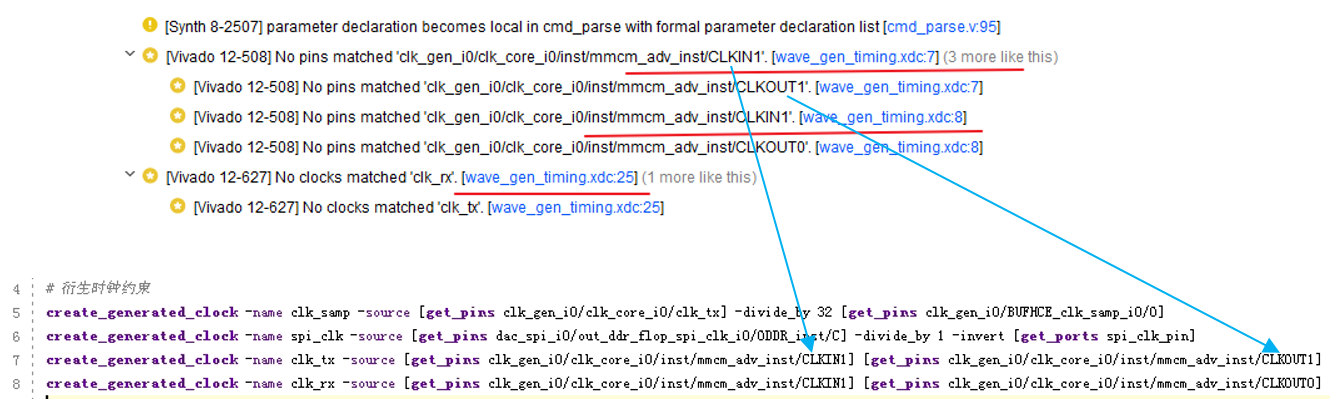 [Synth 8-2507] parameter declaration becomes local in cmd_parse with formal parameter declaration list [cmd_parse.v:95]
[Vivado 12-508] No pins matched 'clk_gen_i0/clk_core_i0/inst/mmcm_adv_inst/CLKIN1'. [wave_gen_timing.xdc:7] (3 more like this)
[Vivado 12-508] No pins matched 'clk_gen_i0/clk_core_i0/inst/mmcm_adv_inst/CLKOUT1'. [wave_gen_timing.xdc:7]
[Vivado 12-508] No pins matched 'clk_gen_i0/clk_core_i0/inst/mmcm_adv_inst/CLKIN1'. [wave_gen_timing.xdc:8]
[Vivado 12-508] No pins matched 'clk_gen_i0/clk_core_i0/inst/mmcm_adv_inst/CLKOUT0'. [wave_gen_timing.xdc:8]
[Vivado 12-627] No clocks matched 'clk_rx'. [wave_gen_timing.xdc:25] (1 more like this)
[Vivado 12-627] No clocks matched 'clk_tx'. [wave_gen_timing.xdc:25]
4 # 衍生时钟约束
5 create_generated_clock -name clk_samp -source [get_pins clk_gen_i0/clk_core_i0/clk_tx] -divide_by 32 [get_pins clk_gen_i0/BUFHCE_clk_samp_i0/O]
6 create_generated_clock -name spi_clk -source [get_pins dac_spi_i0/out_ddr_flop_spi_clk_i0/ODDR_inst/C] -divide_by 1 -invert [get_ports spi_clk_pin]
7 create_generated_clock -name clk_tx -source [get_pins clk_gen_i0/clk_core_i0/inst/mmcm_adv_inst/CLKIN1] [get_pins clk_gen_i0/clk_core_i0/inst/mmcm_adv_inst/CLKOUT1]
8 create_generated_clock -name clk_rx -source [get_pins clk_gen_i0/clk_core_i0/inst/mmcm_adv_inst/CLKIN1] [get_pins clk_gen_i0/clk_core_i0/inst/mmcm_adv_inst/CLKOUT0]